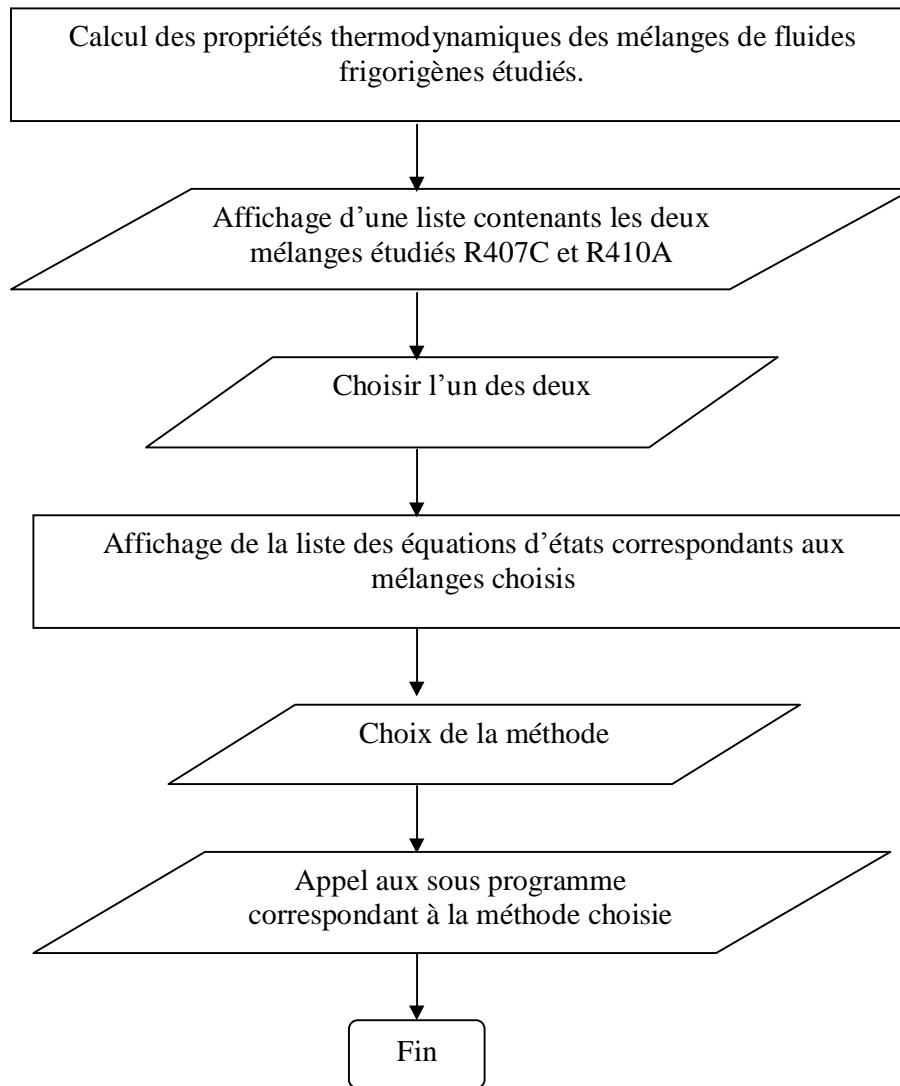 Calcul des propriétés thermodynamiques des mélanges de fluides
frigorigènes étudiés.
Affichage d’une liste contenants les deux
mélanges étudiés R407C et R410A
Choisir l’un des deux
Affichage de la liste des équations d’états correspondants aux
mélanges choisis
Choix de la méthode
Appel aux sous programme
correspondant à la méthode choisie
Fin